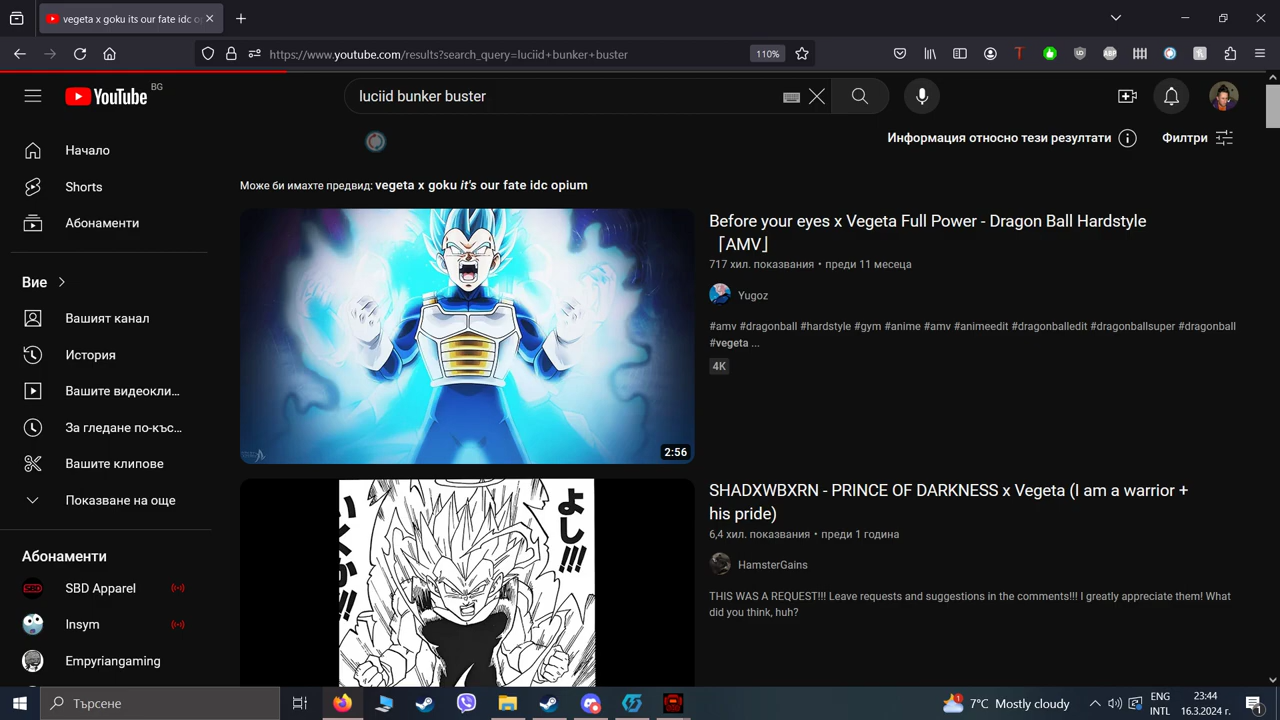 vegeta x goku its our fate idc o
https://www.youtube.com/results?search_query=luciid+bunker+buster
110%
YouTube BG
luciid bunker buster
Информация относно тези резултати
Филтри
Начало
Shorts
Абонаменти
Вие
Вашият канал
История
Вашите видеокли...
За гледане по-къс...
Вашите клипове
Показване на още
Абонаменти
SBD Apparel
Insym
Empyriangaming
Може би имахте предвид: vegeta x goku it's our fate idc opium
2:56
Before your eyes x Vegeta Full Power - Dragon Ball Hardstyle
「AMV」
717 хил. показвания • преди 11 месеца
Yugoz
#amv #dragonball #hardstyle #gym #anime #amv #animeedit #dragonballedit #dragonballsuper #dragonball
#vegeta ...
4K
よし!!!
いくか!!
SHADXWBXRN - PRINCE OF DARKNESS x Vegeta (I am a warrior +
his pride)
6,4 хил. показвания • преди 1 година
HamsterGains
THIS WAS A REQUEST!!! Leave requests and suggestions in the comments!!! I greatly appreciate them! What
did you think, huh?
Търсене
1
7°C Mostly cloudy
ENG
INTL
23:44
16.3.2024 г.
1